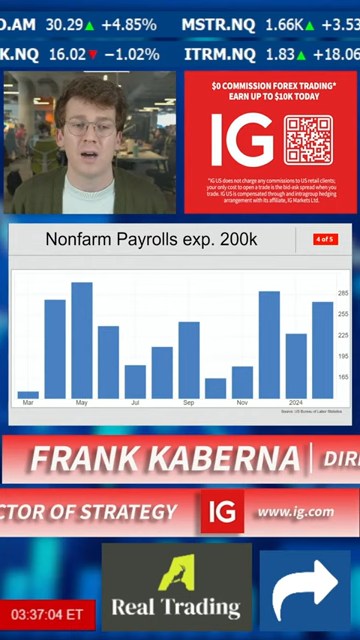 D.AM 30.29▲ +4.85% MSTR.NQ 1.66K▲ +3.53
K.NQ 16.02▼ −1.02% ITRM.NQ 1.83▲ +18.06
$0 COMMISSION FOREX TRADING*
EARN UP TO $10K TODAY
IG
*IG US does not charge any commissions to US retail clients;
your only cost to open a trade is the bid-ask spread when you
trade. IG US is compensated through and intragroup hedging
arrangement with its affiliate, IG Markets Ltd.
Nonfarm Payrolls exp. 200k
4 of 5
285
255
225
195
165
Mar May Jul Sep Nov 2024
Source: US Bureau of Labor Statistics
FRANK KABERNA DIR
CTOR OF STRATEGY IG www.ig.com
03:37:04 ET
Real Trading